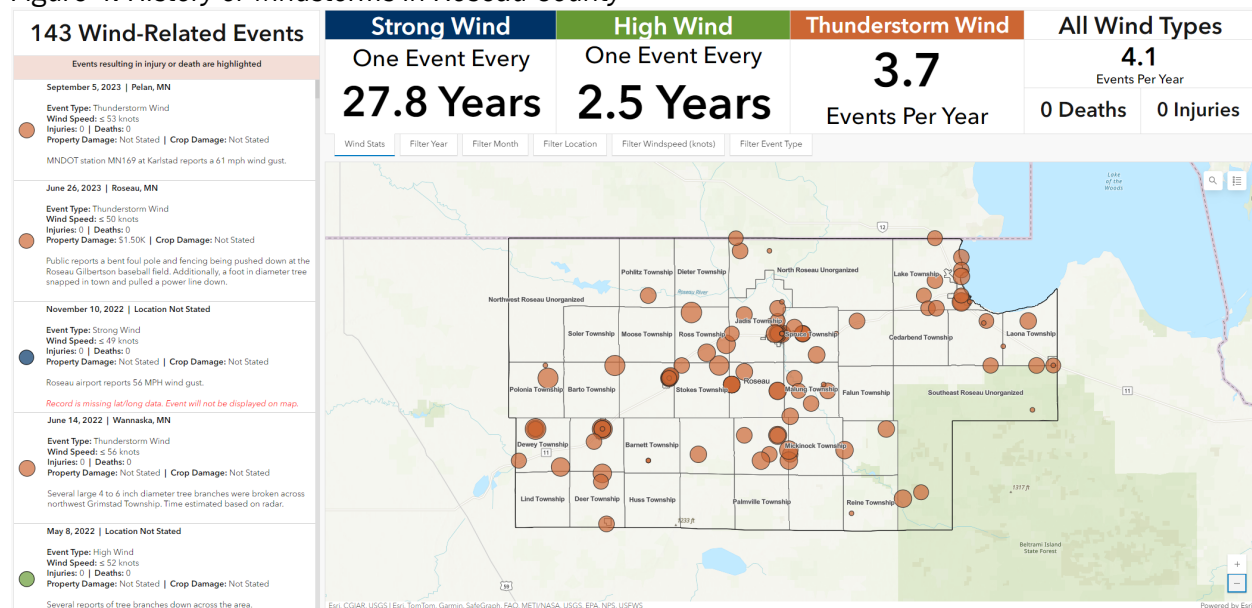 143 Wind-Related Events
Events resulting in injury or death are highlighted
September 5, 2023 | Pelan, MN
Event Type: Thunderstorm Wind
Wind Speed: ≤ 53 knots
Injuries: 0 | Deaths: 0
Property Damage: Not Stated | Crop Damage: Not Stated
MNDOT station MN169 at Karlstad reports a 61 mph wind gust.
June 26, 2023 | Roseau, MN
Event Type: Thunderstorm Wind
Wind Speed: ≤ 50 knots
Injuries: 0 | Deaths: 0
Property Damage: $1.50K | Crop Damage: Not Stated
Public reports a bent foul pole and fencing being pushed down at the
Roseau Gilbertson baseball field. Additionally, a foot in diameter tree
snapped in town and pulled a power line down.
November 10, 2022 | Location Not Stated
Event Type: Strong Wind
Wind Speed: ≤ 49 knots
Injuries: 0 | Deaths: 0
Property Damage: Not Stated | Crop Damage: Not Stated
Roseau airport reports 56 MPH wind gust.
Record is missing lat/long data. Event will not be displayed on map.
June 14, 2022 | Wannaska, MN
Event Type: Thunderstorm Wind
Wind Speed: ≤ 56 knots
Injuries: 0 | Deaths: 0
Property Damage: Not Stated | Crop Damage: Not Stated
Several large 4 to 6 inch diameter tree branches were broken across
northwest Grimstad Township. Time estimated based on radar.
May 8, 2022 | Location Not Stated
Event Type: High Wind
Wind Speed: ≤ 52 knots
Injuries: 0 | Deaths: 0
Property Damage: Not Stated | Crop Damage: Not Stated
Several reports of tree branches down across the area.
Strong Wind
One Event Every
27.8 Years
High Wind
One Event Every
2.5 Years
Thunderstorm Wind
3.7
Events Per Year
All Wind Types
4.1
Events Per Year
0 Deaths
0 Injuries
Wind Stats
Filter Year
Filter Month
Filter Location
Filter Windspeed (knots)
Filter Event Type
Lake
of the
Woods
12
Pohlitz Township
Dieter Township
North Roseau Unorganized
Lake Township
Roseau River
Northwest Roseau Unorganized
Jadis Township
Soler Township
Moose Township
Ross Township
Spruce Township
Cedarbend Township
Laona Township
Polonia Township
Barto Township
Stokes Township
Roseau
Malung Township
Falun Township
Southeast Roseau Unorganized
11
Dewey Township
11
Barnett Township
Mickinock Township
Lind Township
Deer Township
Huss Township
Palmville Township
Reine Township
1317 ft
1233 ft
Beltrami Island
State Forest
59
+
−
Esri, CGIAR, USGS | Esri, TomTom, Garmin, SafeGraph, FAO, METI/NASA, USGS, EPA, NPS, USFWS
Powered by Esri